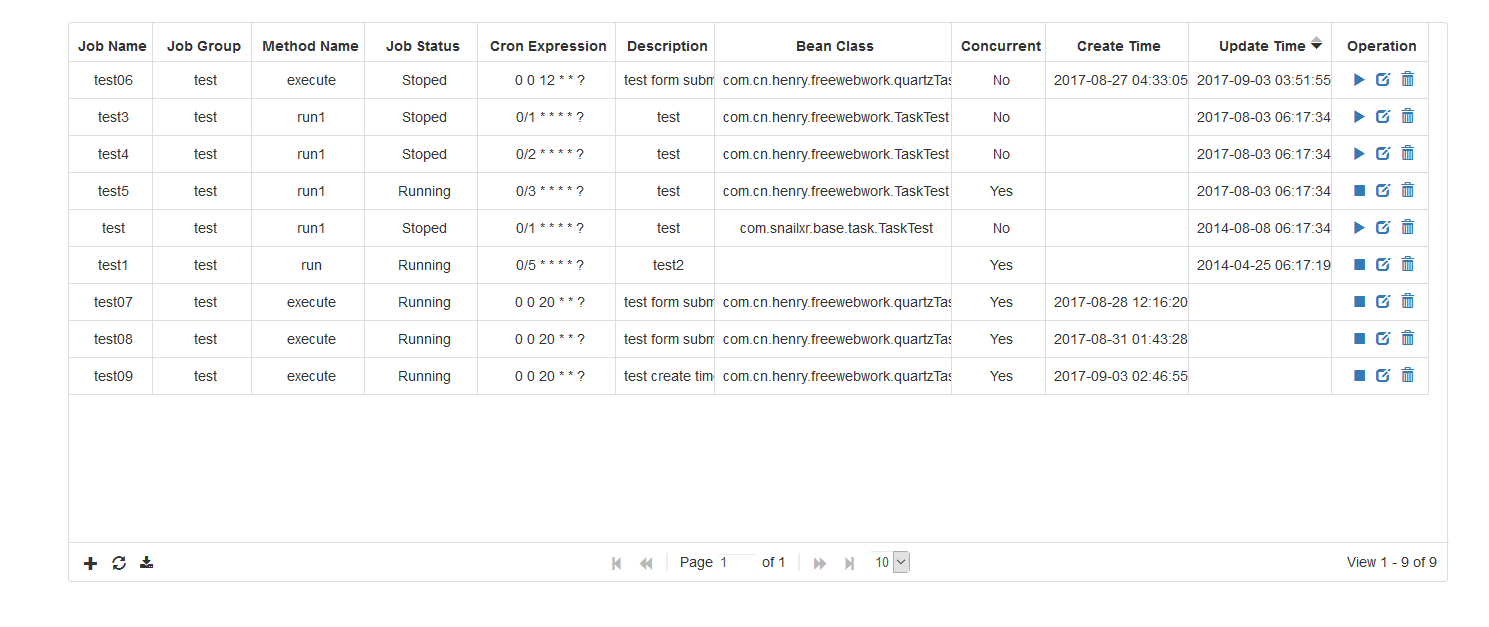 Job Name Job Group Method Name Job Status Cron Expression Description Bean Class Concurrent Create Time Update Time Operation
test06 test execute Stoped 0 0 12 * * ? test form subm com.cn.henry.freewebwork.quartzTas No 2017-08-27 04:33:05 2017-09-03 03:51:55
test3 test run1 Stoped 0/1 * * * * ? test com.cn.henry.freewebwork.TaskTest No 2017-08-03 06:17:34
test4 test run1 Stoped 0/2 * * * * ? test com.cn.henry.freewebwork.TaskTest No 2017-08-03 06:17:34
test5 test run1 Running 0/3 * * * * ? test com.cn.henry.freewebwork.TaskTest Yes 2017-08-03 06:17:34
test test run1 Stoped 0/1 * * * * ? test com.snailxr.base.task.TaskTest No 2014-08-08 06:17:34
test1 test run Running 0/5 * * * * ? test2 Yes 2014-04-25 06:17:19
test07 test execute Running 0 0 20 * * ? test form subm com.cn.henry.freewebwork.quartzTas Yes 2017-08-28 12:16:20
test08 test execute Running 0 0 20 * * ? test form subm com.cn.henry.freewebwork.quartzTas Yes 2017-08-31 01:43:28
test09 test execute Running 0 0 20 * * ? test create tim com.cn.henry.freewebwork.quartzTas Yes 2017-09-03 02:46:55
Page 1 of 1 10 View 1 - 9 of 9